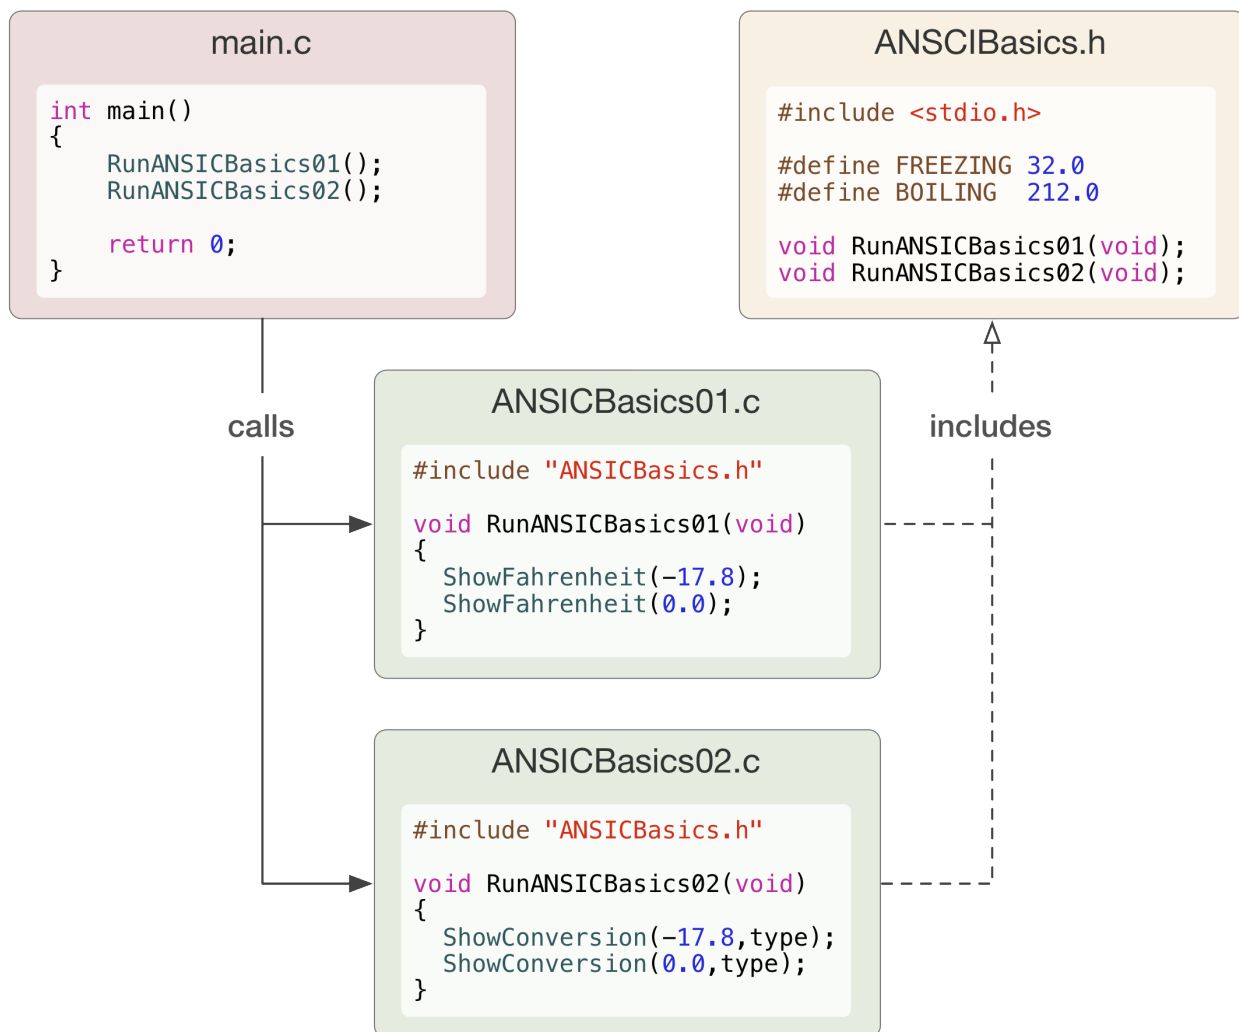 main.c
int main()
{
    RunANSICBasics01();
    RunANSICBasics02();
    return 0;
}
ANSCIBasics.h
#include <stdio.h>
#define FREEZING 32.0
#define BOILING  212.0
void RunANSICBasics01(void);
void RunANSICBasics02(void);
calls
includes
ANSICBasics01.c
#include "ANSICBasics.h"
void RunANSICBasics01(void)
{
  ShowFahrenheit(-17.8);
  ShowFahrenheit(0.0);
}
ANSICBasics02.c
#include "ANSICBasics.h"
void RunANSICBasics02(void)
{
  ShowConversion(-17.8,type);
  ShowConversion(0.0,type);
}